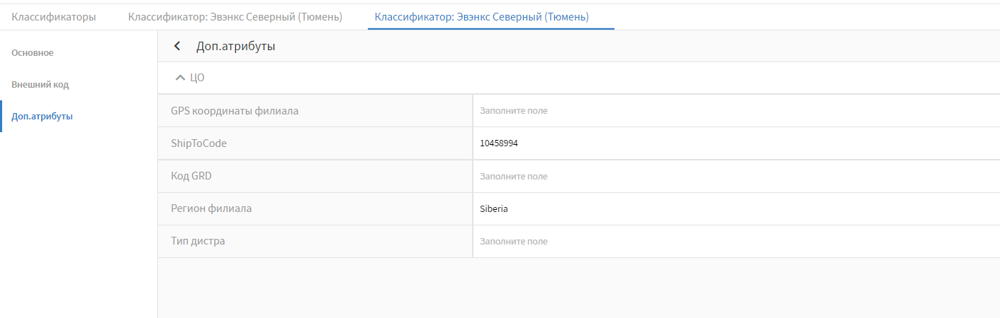 Классификаторы
Классификатор: Эвэнкс Северный (Тюмень)
Классификатор: Эвэнкс Северный (Тюмень)
Основное
Внешний код
Доп.атрибуты
Доп.атрибуты
ЦО
GPS координаты филиала
Заполните поле
ShipToCode
10458994
Код GRD
Заполните поле
Регион филиала
Siberia
Тип дистра
Заполните поле